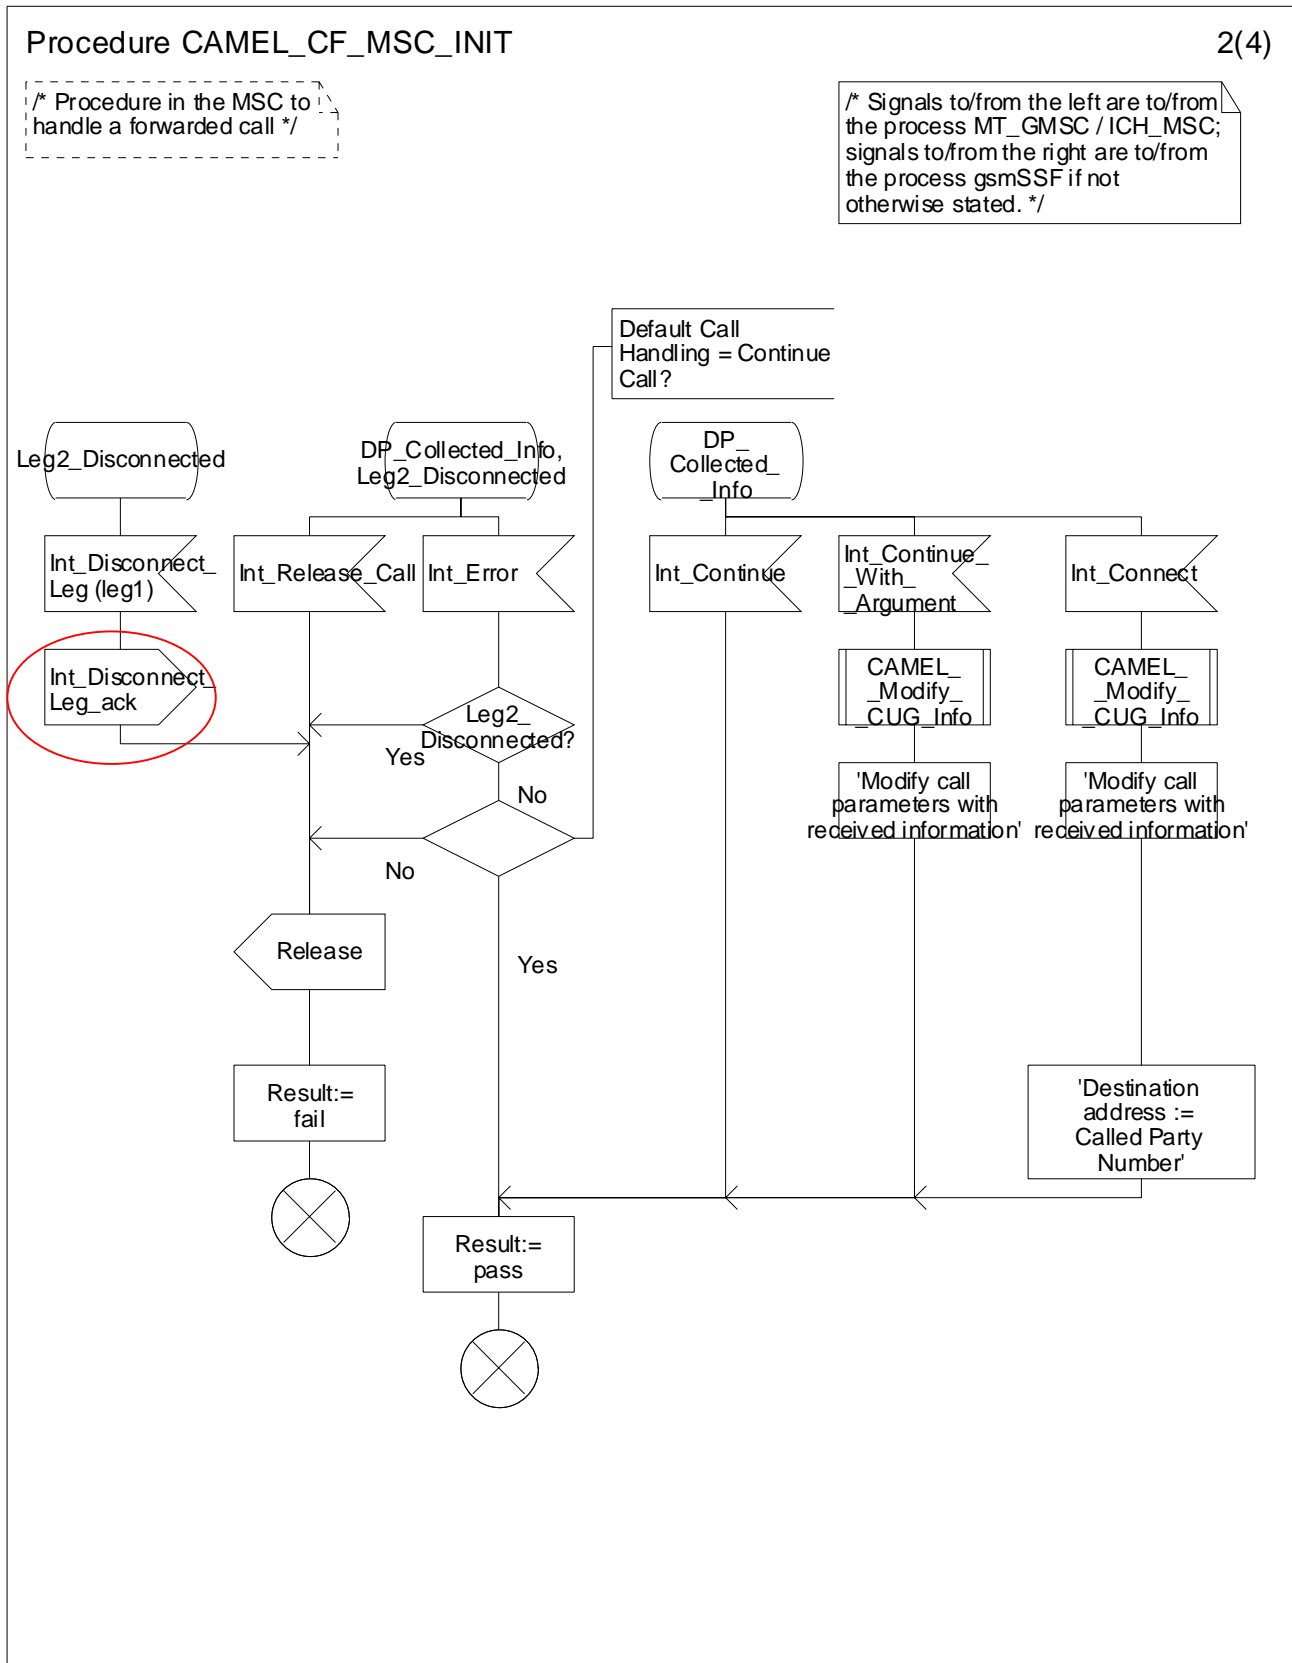 Procedure CAMEL_CF_MSC_INIT
2(4)
/* Procedure in the MSC to
handle a forwarded call */
/* Signals to/from the left are to/from
the process MT_GMSC / ICH_MSC;
signals to/from the right are to/from
the process gsmSSF if not
otherwise stated. */
Default Call
Handling = Continue
Call?
Leg2_Disconnected
DP_Collected_Info,
Leg2_Disconnected
DP_
Collected_
_Info
Int_Disconnect_
Leg (leg1)
Int_Release_Call
Int_Error
Int_Continue
Int_Continue_
_With_
_Argument
Int_Connect
Int_Disconnect_
Leg_ack
Leg2_
Disconnected?
CAMEL_
_Modify_
_CUG_Info
CAMEL_
_Modify_
_CUG_Info
Yes
No
'Modify call
parameters with
received information'
'Modify call
parameters with
received information'
No
Release
Yes
Result:=
fail
'Destination
address :=
Called Party
Number'
Result:=
pass